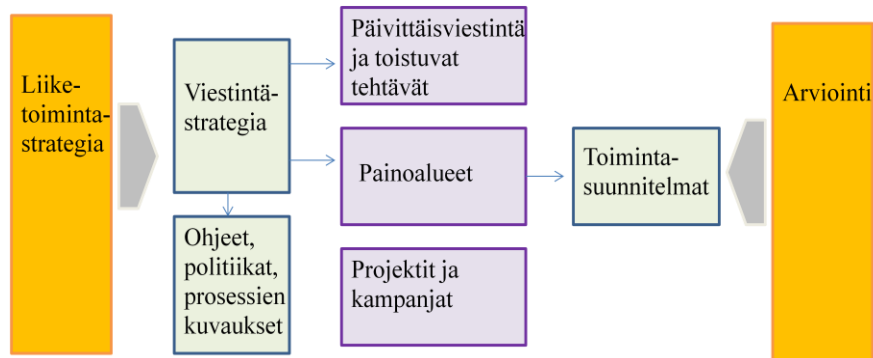 Liike-
toiminta-
strategia
Viestintä-
strategia
Ohjeet,
politiikat,
prosessien
kuvaukset
Päivittäisviestintä
ja toistuvat
tehtävät
Painoalueet
Projektit ja
kampanjat
Toiminta-
suunnitelmat
Arviointi